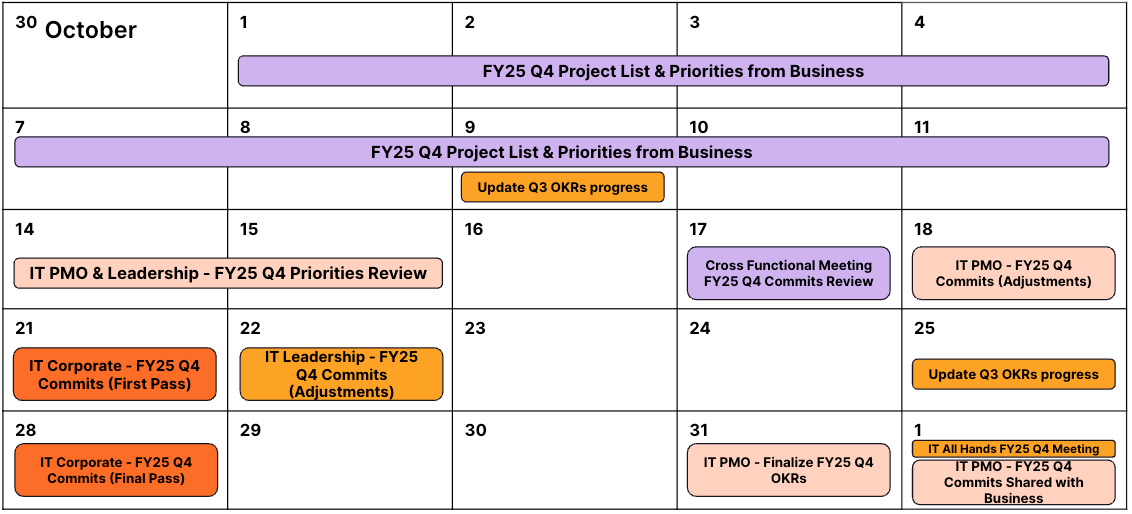 30 October
1
2
3
4
FY25 Q4 Project List & Priorities from Business
7
8
9
10
11
FY25 Q4 Project List & Priorities from Business
Update Q3 OKRs progress
14
15
16
17
18
IT PMO & Leadership - FY25 Q4 Priorities Review
Cross Functional Meeting
FY25 Q4 Commits Review
IT PMO - FY25 Q4
Commits (Adjustments)
21
22
23
24
25
IT Corporate - FY25 Q4
Commits (First Pass)
IT Leadership - FY25
Q4 Commits
(Adjustments)
Update Q3 OKRs progress
28
29
30
31
1
IT Corporate - FY25 Q4
Commits (Final Pass)
IT PMO - Finalize FY25 Q4
OKRs
IT All Hands FY25 Q4 Meeting
IT PMO - FY25 Q4
Commits Shared with
Business